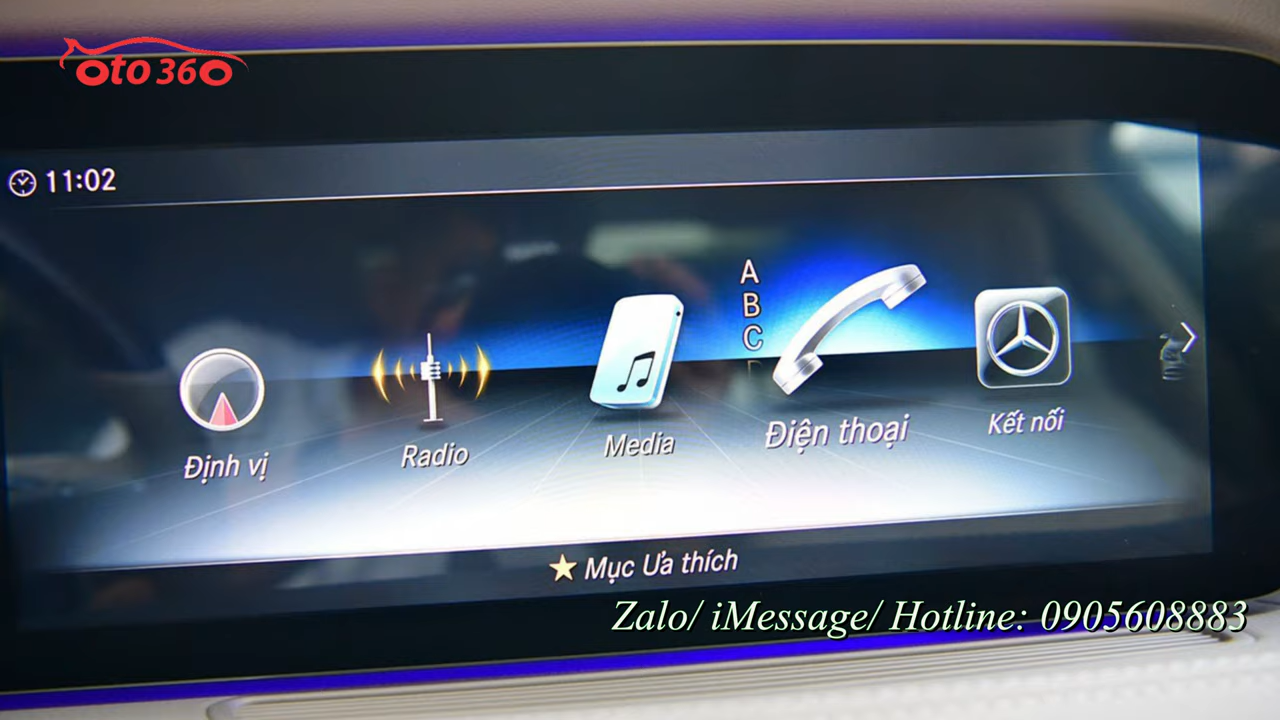 OTO 360
11:02
A
B
C
Định vị
Radio
Media
Điện thoại
Kết nối
Mục Ưa thích
Zalo/ iMessage/ Hotline: 0905608883